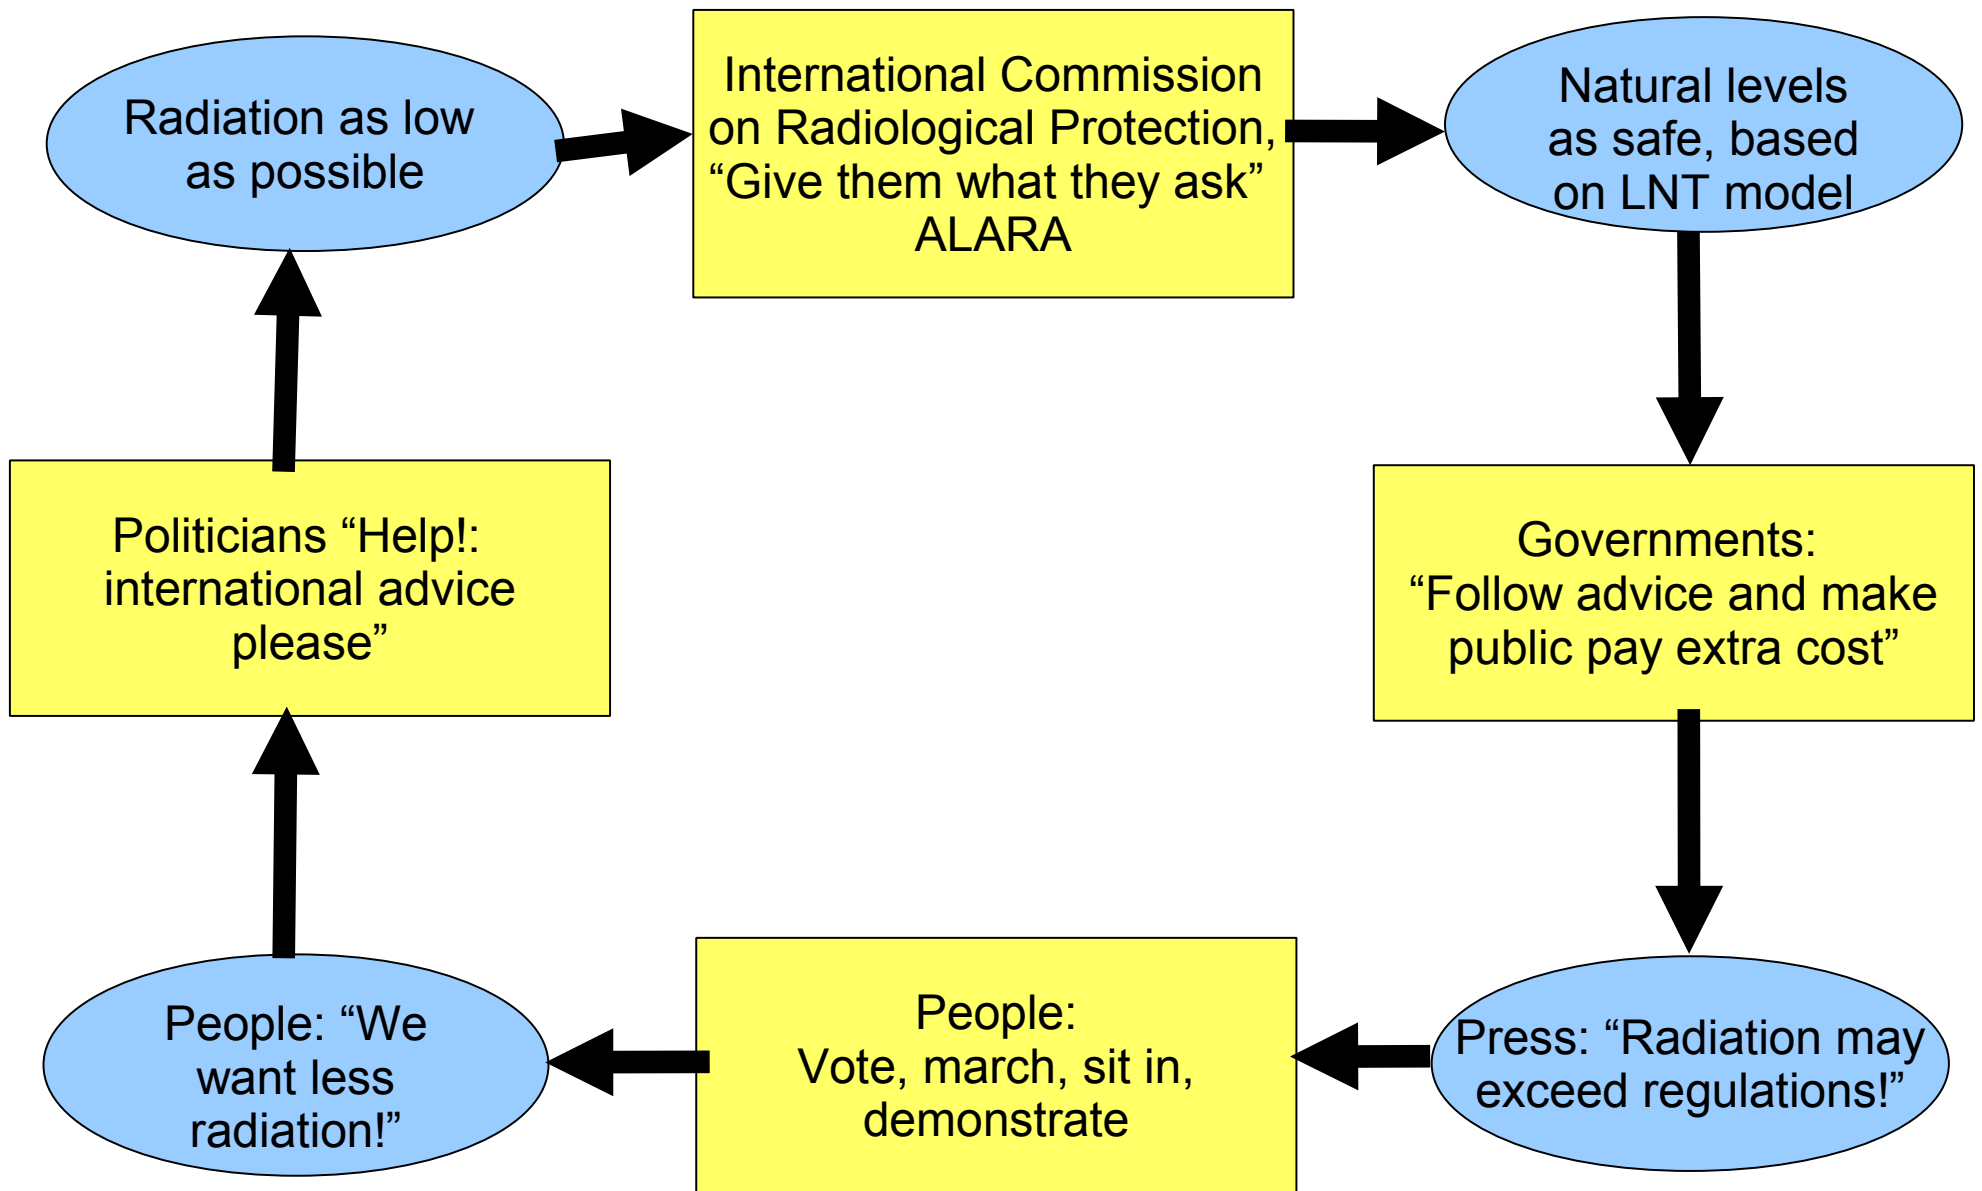 Radiation as low
as possible
International Commission
on Radiological Protection,
“Give them what they ask”
ALARA
Natural levels
as safe, based
on LNT model
Politicians “Help!:
international advice
please”
Governments:
“Follow advice and make
public pay extra cost”
People: “We
want less
radiation!”
People:
Vote, march, sit in,
demonstrate
Press: “Radiation may
exceed regulations!”